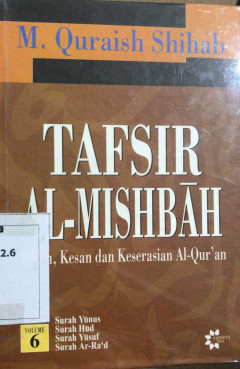 M. Quraish Shihab
TAFSIR
AL-MISHBĀH
, Kesan dan Keserasian Al-Qur'an
2.6
Surah Yunus
Surah Hud
Surah Yusuf
Surah Ar-Ra'd
VOLUME
6